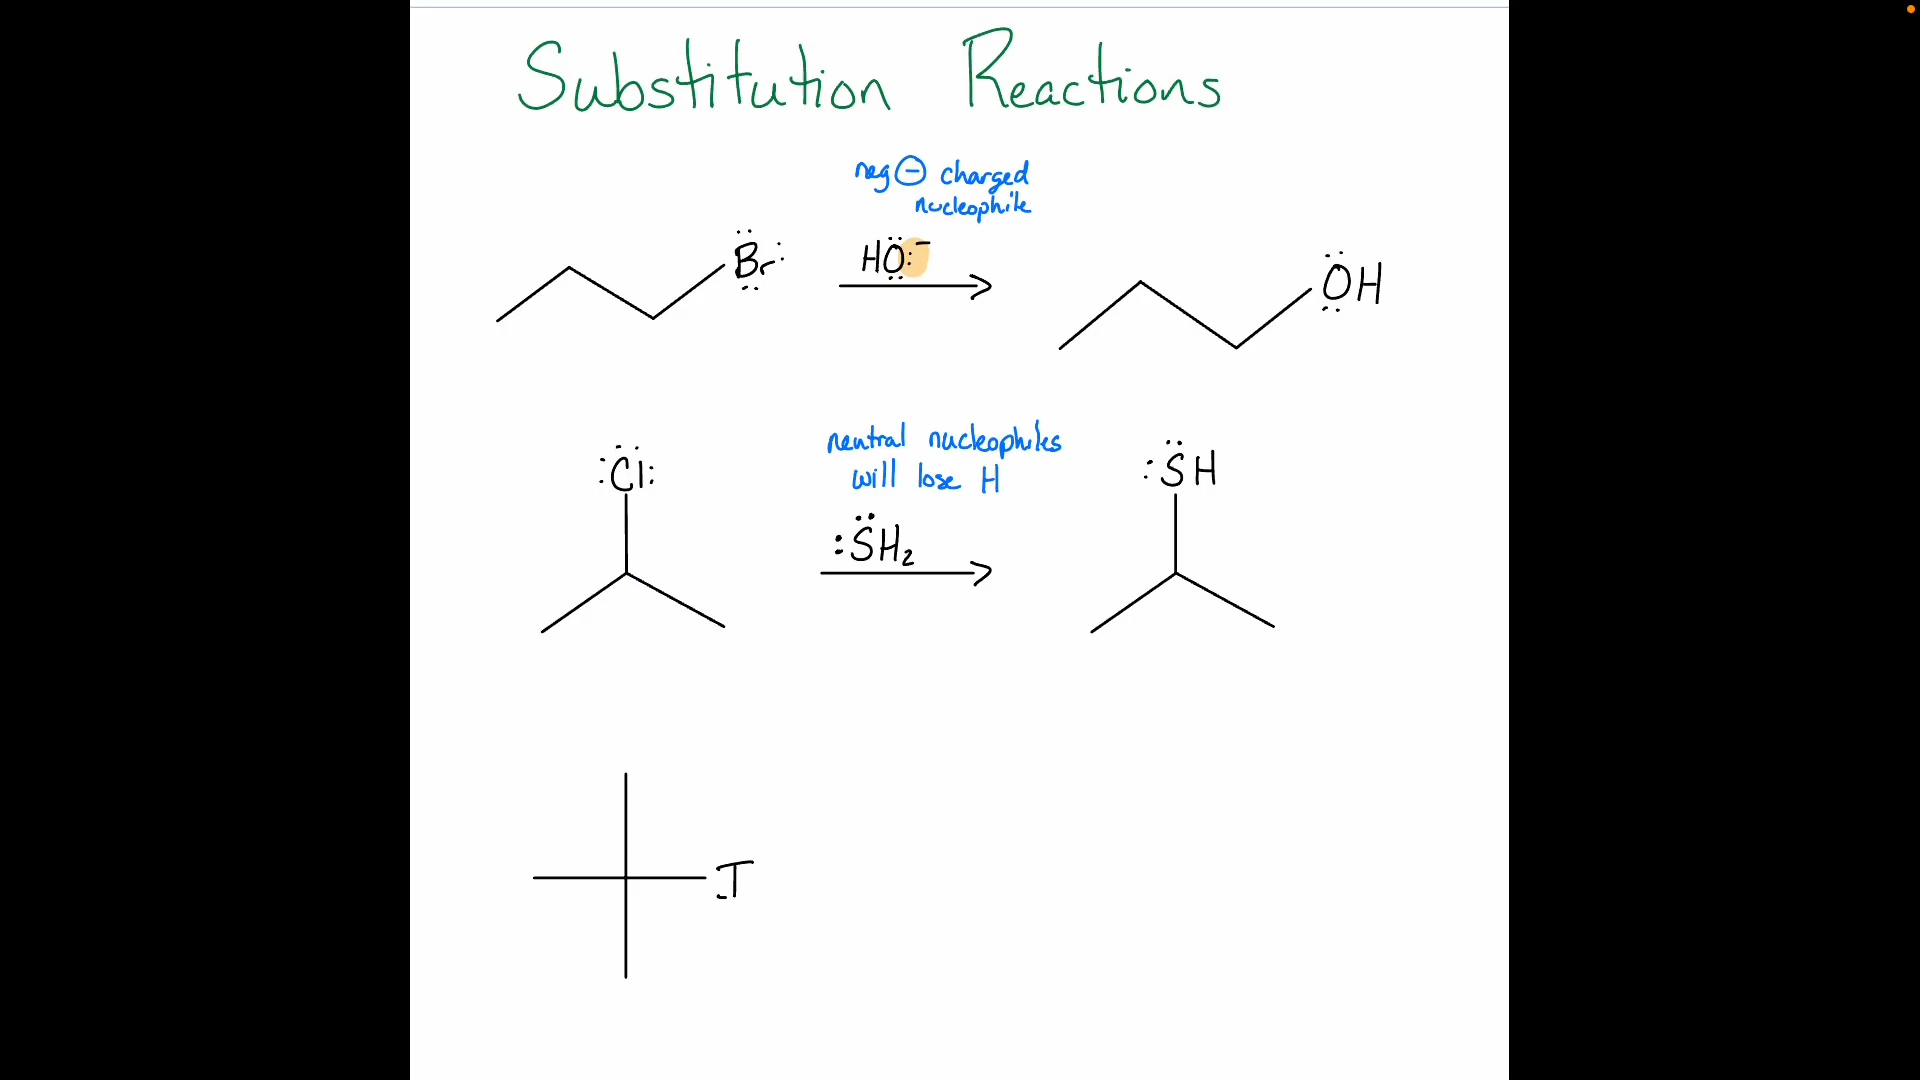 Substitution Reactions
neg ⊖ charged
nucleophile
Br
HO:⁻
OH
neutral nucleophiles
will lose H
:Cl:
:SH
:SH₂
I